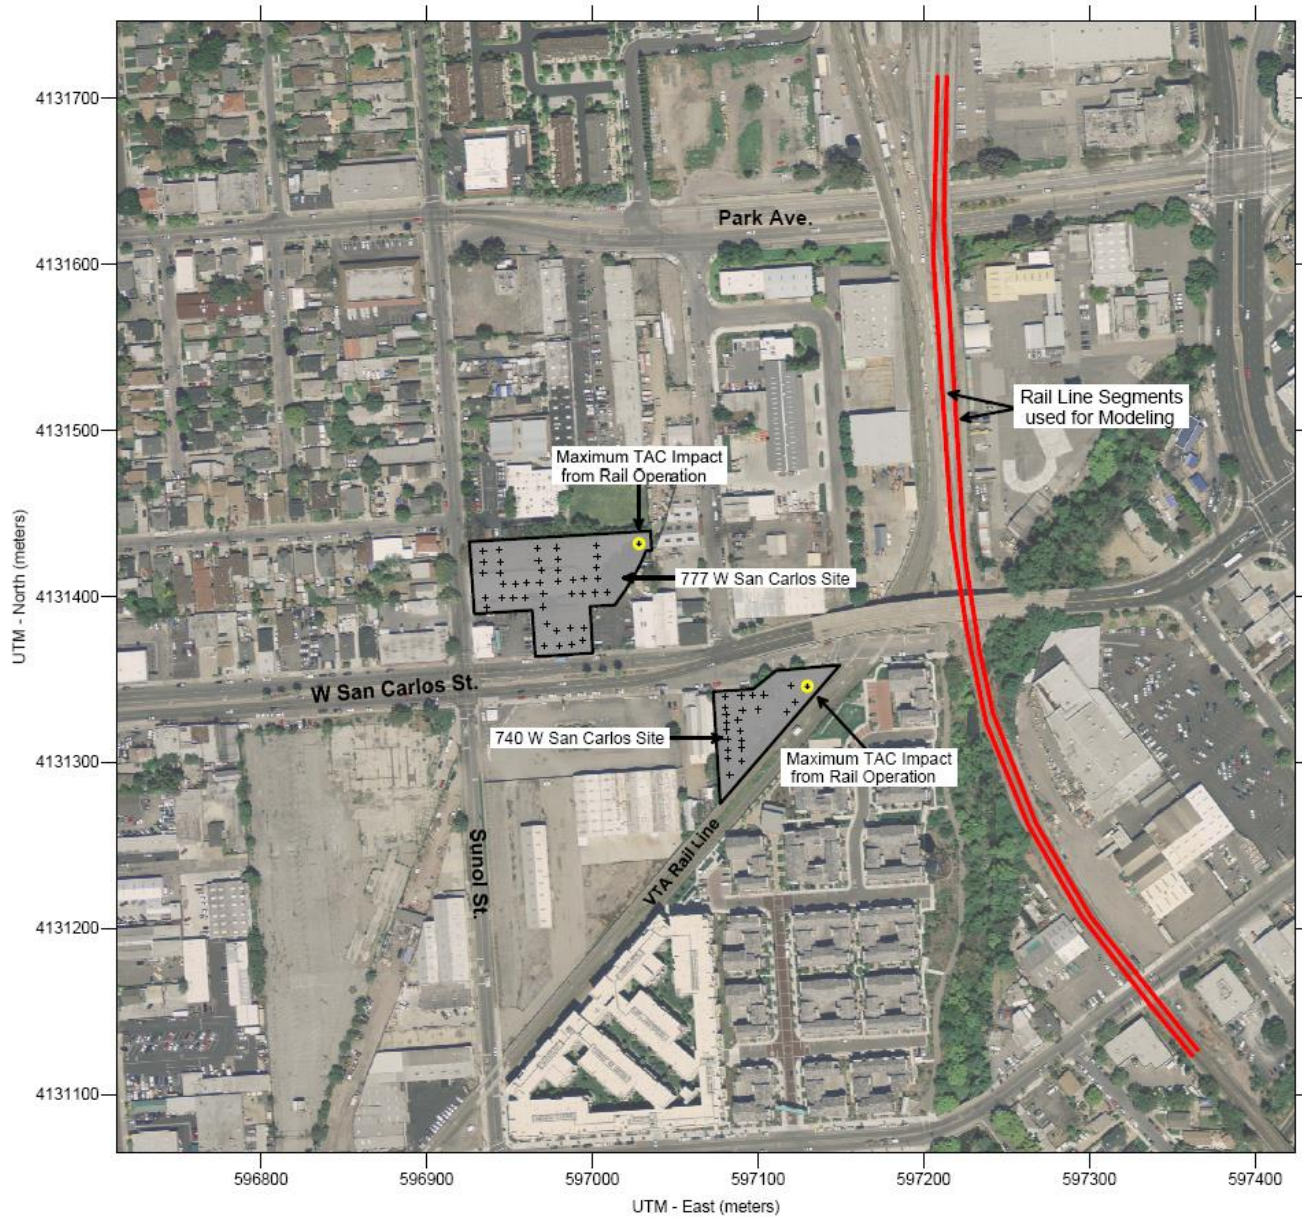 4131700
Park Ave.
4131600
Rail Line Segments
used for Modeling
4131500
Maximum TAC Impact
from Rail Operation
777 W San Carlos Site
4131400
W San Carlos St.
740 W San Carlos Site
4131300
Maximum TAC Impact
from Rail Operation
Sunol St.
VTA Rail Line
4131200
4131100
UTM - North (meters)
596800 596900 597000 597100 597200 597300 597400
UTM - East (meters)